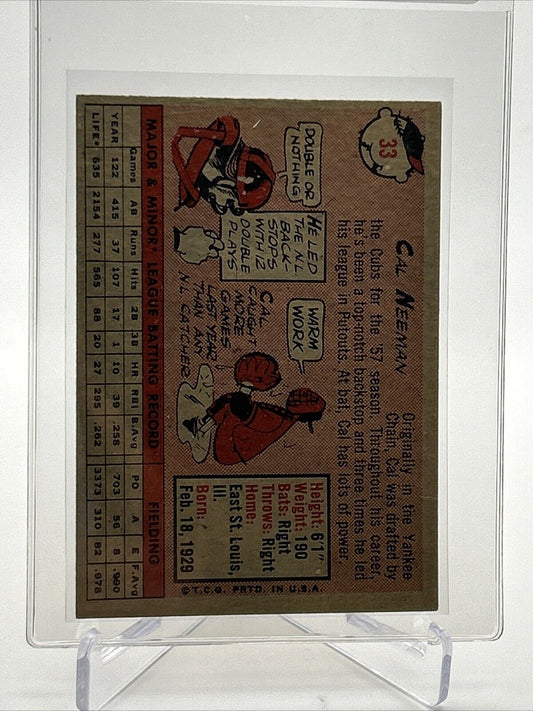 33
CAL NEEMAN
Originally in the Yankee
Chain, Cal was drafted by
the Cubs for the '57 season. Throughout his career,
he's been a top-notch backstop and three times he led
his league in Putouts. At bat, Cal has lots of power.
DOUBLE OR
NOTHING
HE LED
THE N.L.
BACK-
STOPS
WITH 12
DOUBLE
PLAYS
WARM
WORK
CAL
CAUGHT
MORE
GAMES
LAST YEAR
THAN ANY
N.L. CATCHER
Height: 6'1"
Weight: 190
Bats: Right
Throws: Right
Home:
East St. Louis,
Ill.
Born:
Feb. 18, 1929
MAJOR & MINOR* LEAGUE BATTING RECORD FIELDING
Games AB Runs Hits 2B 3B HR RBI B.Avg PO A E F.Avg
YEAR 122 415 37 107 17 1 10 39 .258 703 56 8 .990
LIFE* 635 2154 277 565 88 20 27 295 .262 3373 310 82 .978
© T.C.G. PRTD. IN U.S.A.